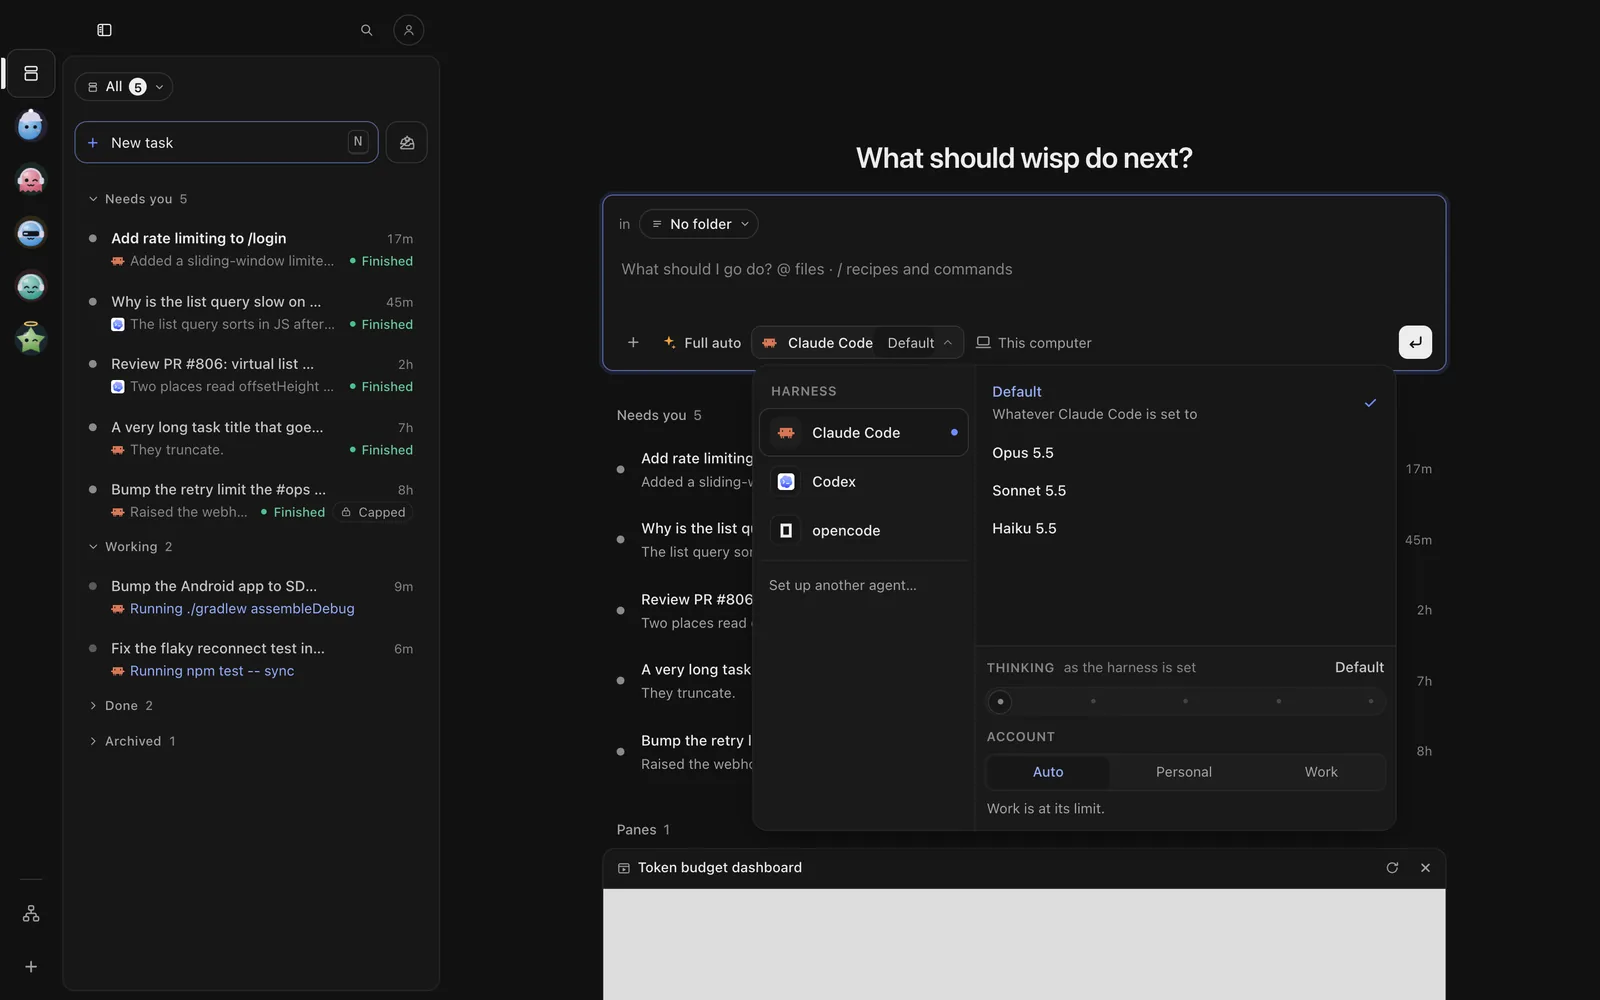 All 5
New task N
Needs you 5
Add rate limiting to /login 17m
Added a sliding-window limite... Finished
Why is the list query slow on ... 45m
The list query sorts in JS after... Finished
Review PR #806: virtual list ... 2h
Two places read offsetHeight ... Finished
A very long task title that goe... 7h
They truncate. Finished
Bump the retry limit the #ops ... 8h
Raised the webh... Finished Capped
Working 2
Bump the Android app to SD... 9m
Running ./gradlew assembleDebug
Fix the flaky reconnect test in... 6m
Running npm test -- sync
Done 2
Archived 1
What should wisp do next?
in No folder
What should I go do? @ files · / recipes and commands
Full auto Claude Code Default This computer
HARNESS
Claude Code
Codex
opencode
Set up another agent...
Default
Whatever Claude Code is set to
Opus 5.5
Sonnet 5.5
Haiku 5.5
THINKING as the harness is set Default
ACCOUNT
Auto Personal Work
Work is at its limit.
Needs you 5
Add rate limiting 17m
Added a sliding-w
Why is the list qu 45m
The list query sor
Review PR #806 2h
Two places read
A very long task 7h
They truncate.
Bump the retry l 8h
Raised the webho
Panes 1
Token budget dashboard